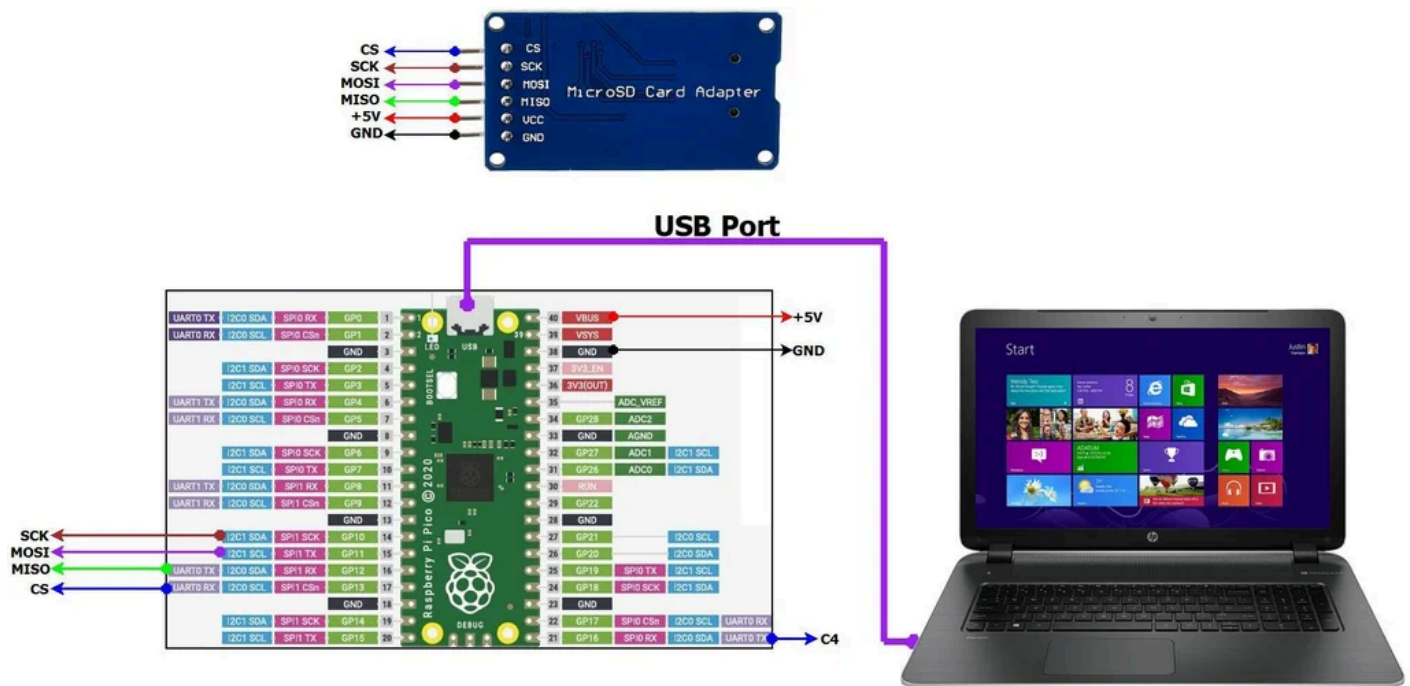 CS
SCK
MOSI
MISO
+5V
GND
CS
SCK
MOSI
MISO
VCC
GND
MicroSD Card Adapter
USB Port
UART0 TX I2C0 SDA SPI0 RX GP0 1
UART0 RX I2C0 SCL SPI0 CSn GP1 2
GND 3
I2C1 SDA SPI0 SCK GP2 4
I2C1 SCL SPI0 TX GP3 5
UART1 TX I2C0 SDA SPI0 RX GP4 6
UART1 RX I2C0 SCL SPI0 CSn GP5 7
GND 8
I2C1 SDA SPI0 SCK GP6 9
I2C1 SCL SPI0 TX GP7 10
UART1 TX I2C0 SDA SPI1 RX GP8 11
UART1 RX I2C0 SCL SPI1 CSn GP9 12
GND 13
SCK I2C1 SDA SPI1 SCK GP10 14
MOSI I2C1 SCL SPI1 TX GP11 15
MISO UART0 TX I2C0 SDA SPI1 RX GP12 16
CS UART0 RX I2C0 SCL SPI1 CSn GP13 17
GND 18
I2C1 SDA SPI1 SCK GP14 19
I2C1 SCL SPI1 TX GP15 20
1
2
39
LED
USB
BOOTSEL
Raspberry Pi Pico © 2020
DEBUG
40 VBUS +5V
39 VSYS
38 GND GND
37 3V3_EN
36 3V3(OUT)
35 ADC_VREF
34 GP28 ADC2
33 GND AGND
32 GP27 ADC1 I2C1 SCL
31 GP26 ADC0 I2C1 SDA
30 RUN
29 GP22
28 GND
27 GP21 I2C0 SCL
26 GP20 I2C0 SDA
25 GP19 SPI0 TX I2C1 SCL
24 GP18 SPI0 SCK I2C1 SDA
23 GND
22 GP17 SPI0 CSn I2C0 SCL UART0 RX
21 GP16 SPI0 RX I2C0 SDA UART0 TX C4
Start
Justin
8
hp